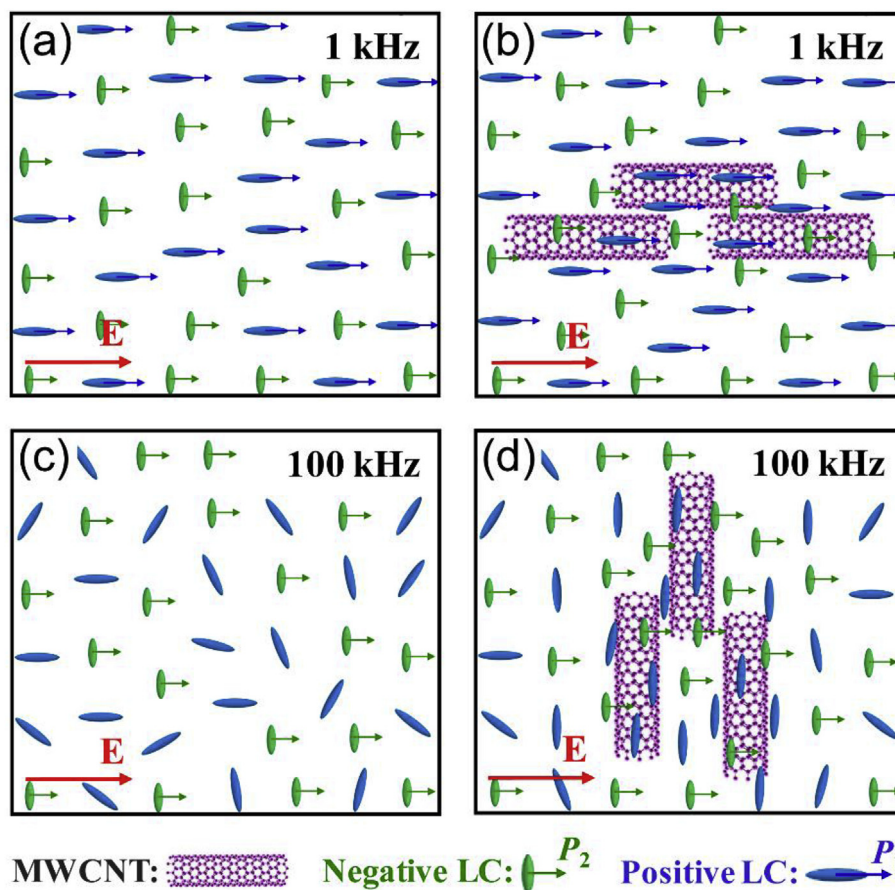 (a) 1 kHz
(b) 1 kHz
E
E
(c) 100 kHz
(d) 100 kHz
E
E
MWCNT: Negative LC: P2 Positive LC: P